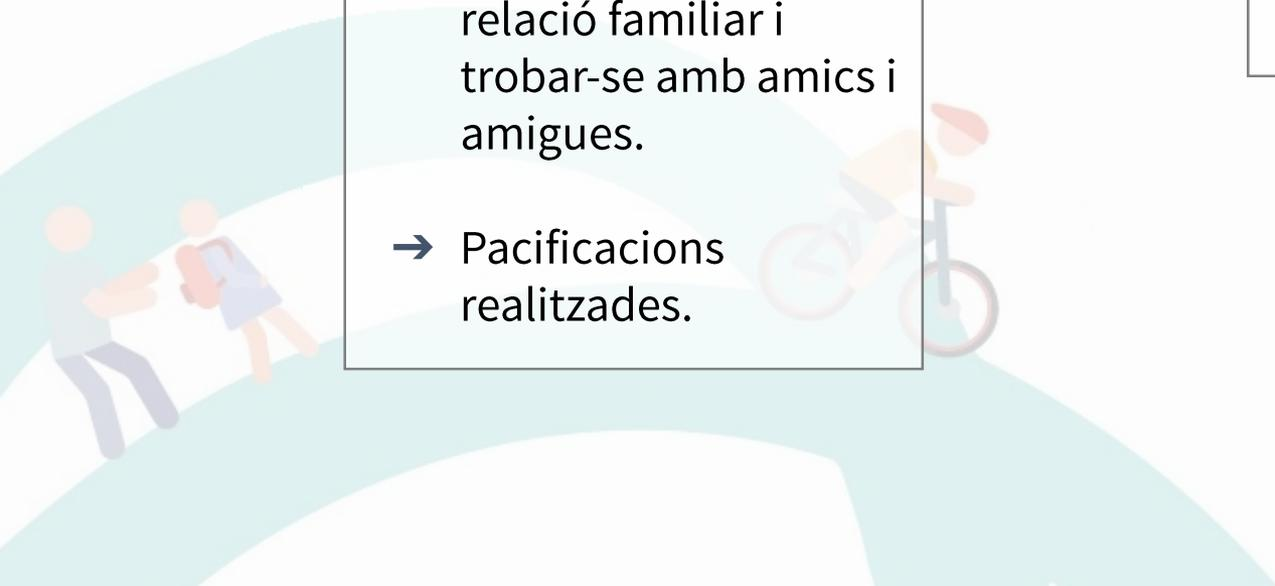 relació familiar i
trobar-se amb amics i
amigues.
➔ Pacificacions
realitzades.